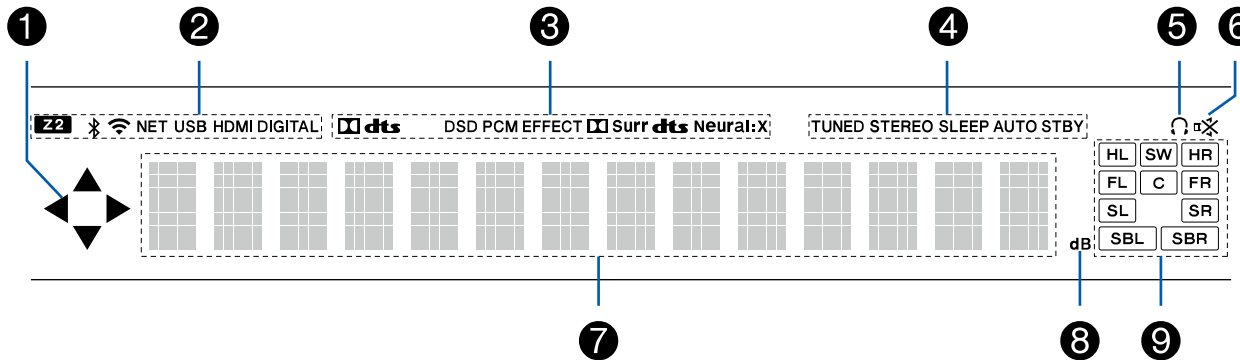 1 2 3 4 5 6
Z2 NET USB HDMI DIGITAL dts DSD PCM EFFECT Surr dts Neural:X TUNED STEREO SLEEP AUTO STBY
HL SW HR
FL C FR
SL SR
dB SBL SBR
7 8 9